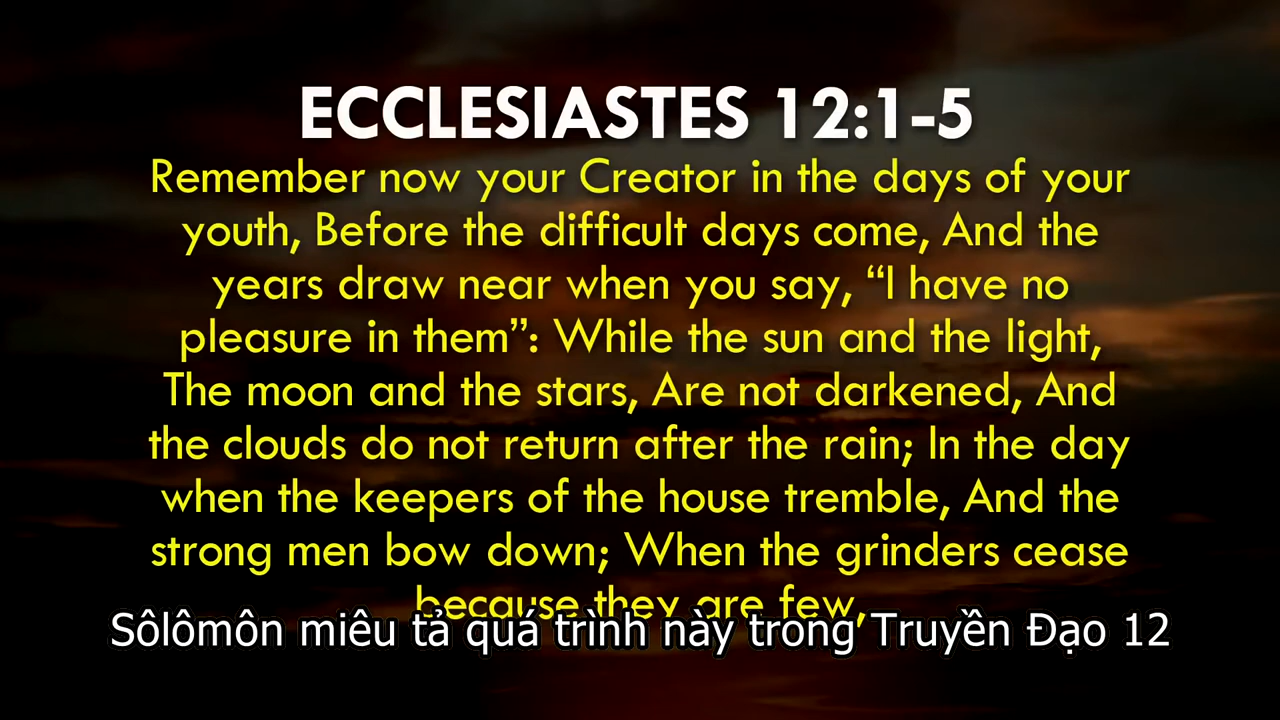 ECCLESIASTES 12:1-5
Remember now your Creator in the days of your
youth, Before the difficult days come, And the
years draw near when you say, “I have no
pleasure in them”: While the sun and the light,
The moon and the stars, Are not darkened, And
the clouds do not return after the rain; In the day
when the keepers of the house tremble, And the
strong men bow down; When the grinders cease
because they are few,
Sôlômôn miêu tả quá trình này trong Truyền Đạo 12